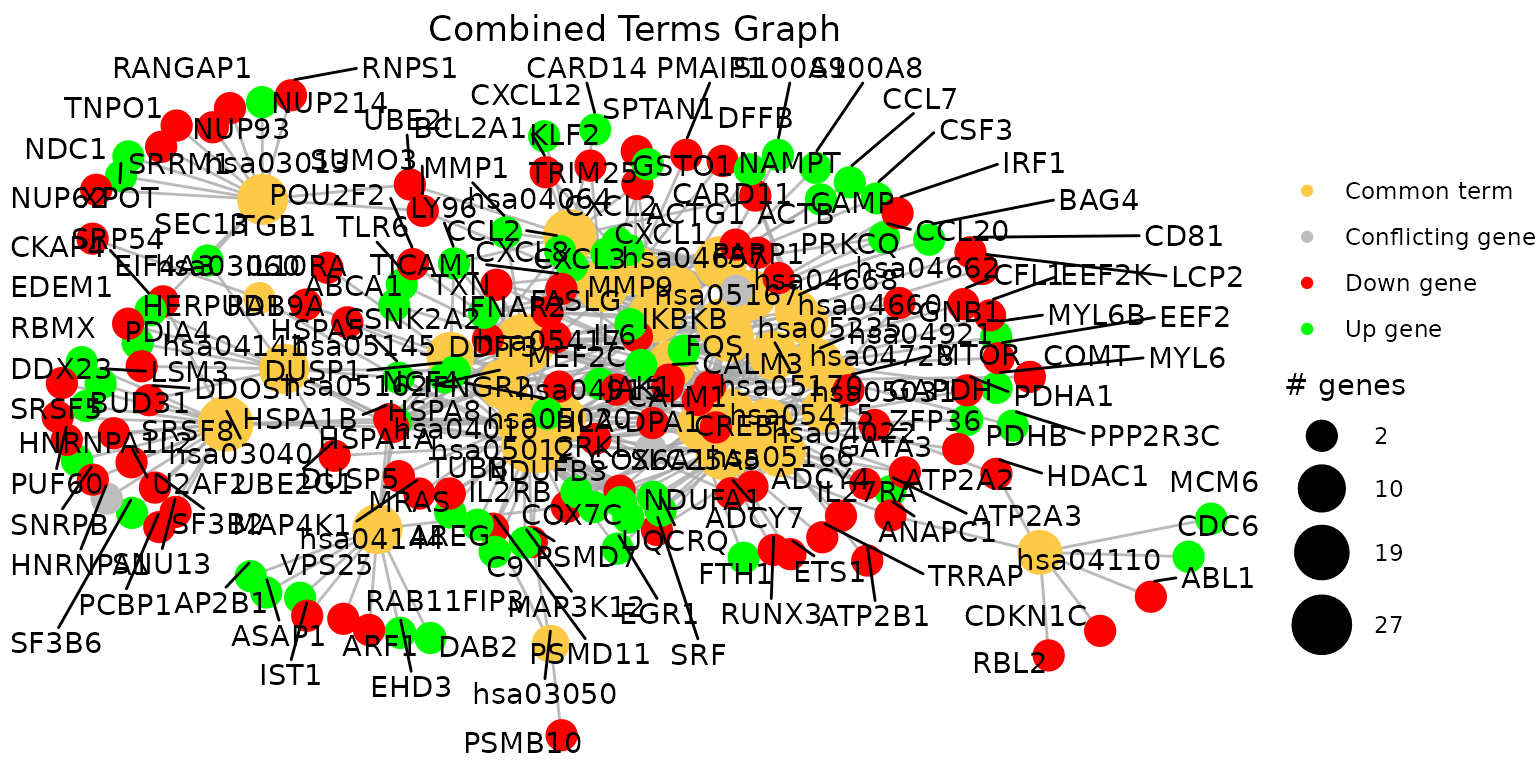 Combined Terms Graph
RANGAP1
RNPS1
CARD14
PMAIP1
S100A9
S100A8
TNPO1
NUP214
CXCL12
SPTAN1
CCL7
NUP93
UBE2I
BCL2A1
KLF2
DFFB
CSF3
NDC1
SRRM1
hsa03013
SUMO3
MMP1
TRIM25
GSTO1
NAMPT
IRF1
NUP62
XPOT
POU2F2
hsa04064
CARD11
CAMP
BAG4
SEC13
ITGB1
TLR6
LY96
CCL2
CXCL2
ACTG1
ACTB
CCL20
CD81
CKAP4
SRP54
CXCL8
CXCL1
PRKCQ
EIF4A3
hsa03060
IL10RA
TICAM1
CXCL3
hsa04657
PARP1
hsa04668
hsa04662
CFL1
EEF2K
LCP2
EDEM1
HERPUD1
RAB9A
ABCA1
TXN
MMP9
hsa05167
hsa04660
GNB1
MYL6B
EEF2
RBMX
PDIA4
HSPA5
CSNK2A2
IFNAR2
FASLG
IKBKB
hsa05235
hsa04921
hsa04141
hsa05145
DDIT3
hsa05417
IL6
FOS
hsa04728
MTOR
COMT
MYL6
DDX23
LSM3
DUSP1
MEF2C
CALM3
DDOST
hsa05162
NCF4
IFNGR2
hsa04915
JAK1
hsa05170
hsa05031
GAPDH
PDHA1
SRSF5
BUD31
HSPA1B
HSPA8
hsa05020
HLA-DPA1
CALM1
hsa05415
ZFP36
PDHB
PPP2R3C
HNRNPA1L2
SRSF8
HSPA1A
hsa04010
CREB1
hsa04022
GATA3
hsa03040
hsa05012
CRKL
COX6A1
SLC25A5
hsa05166
HDAC1
PUF60
U2AF2
UBE2G1
DUSP5
TUBB
NDUFB3
ADCY4
IL27RA
ATP2A2
MCM6
SNRPB
SF3B2
MAP4K1
MRAS
IL2RB
COX7C
NDUFA1
ADCY7
ATP2A3
CDC6
HNRNPA1
SNU13
VPS25
hsa04144
AREG
PSMD7
UQCRQ
ANAPC1
hsa04110
PCBP1
AP2B1
C9
FTH1
ETS1
TRRAP
ABL1
SF3B6
ASAP1
RAB11FIP3
MAP3K12
EGR1
RUNX3
ATP2B1
CDKN1C
IST1
ARF1
DAB2
PSMD11
SRF
RBL2
EHD3
hsa03050
PSMB10
Common term
Conflicting gene
Down gene
Up gene
# genes
2
10
19
27